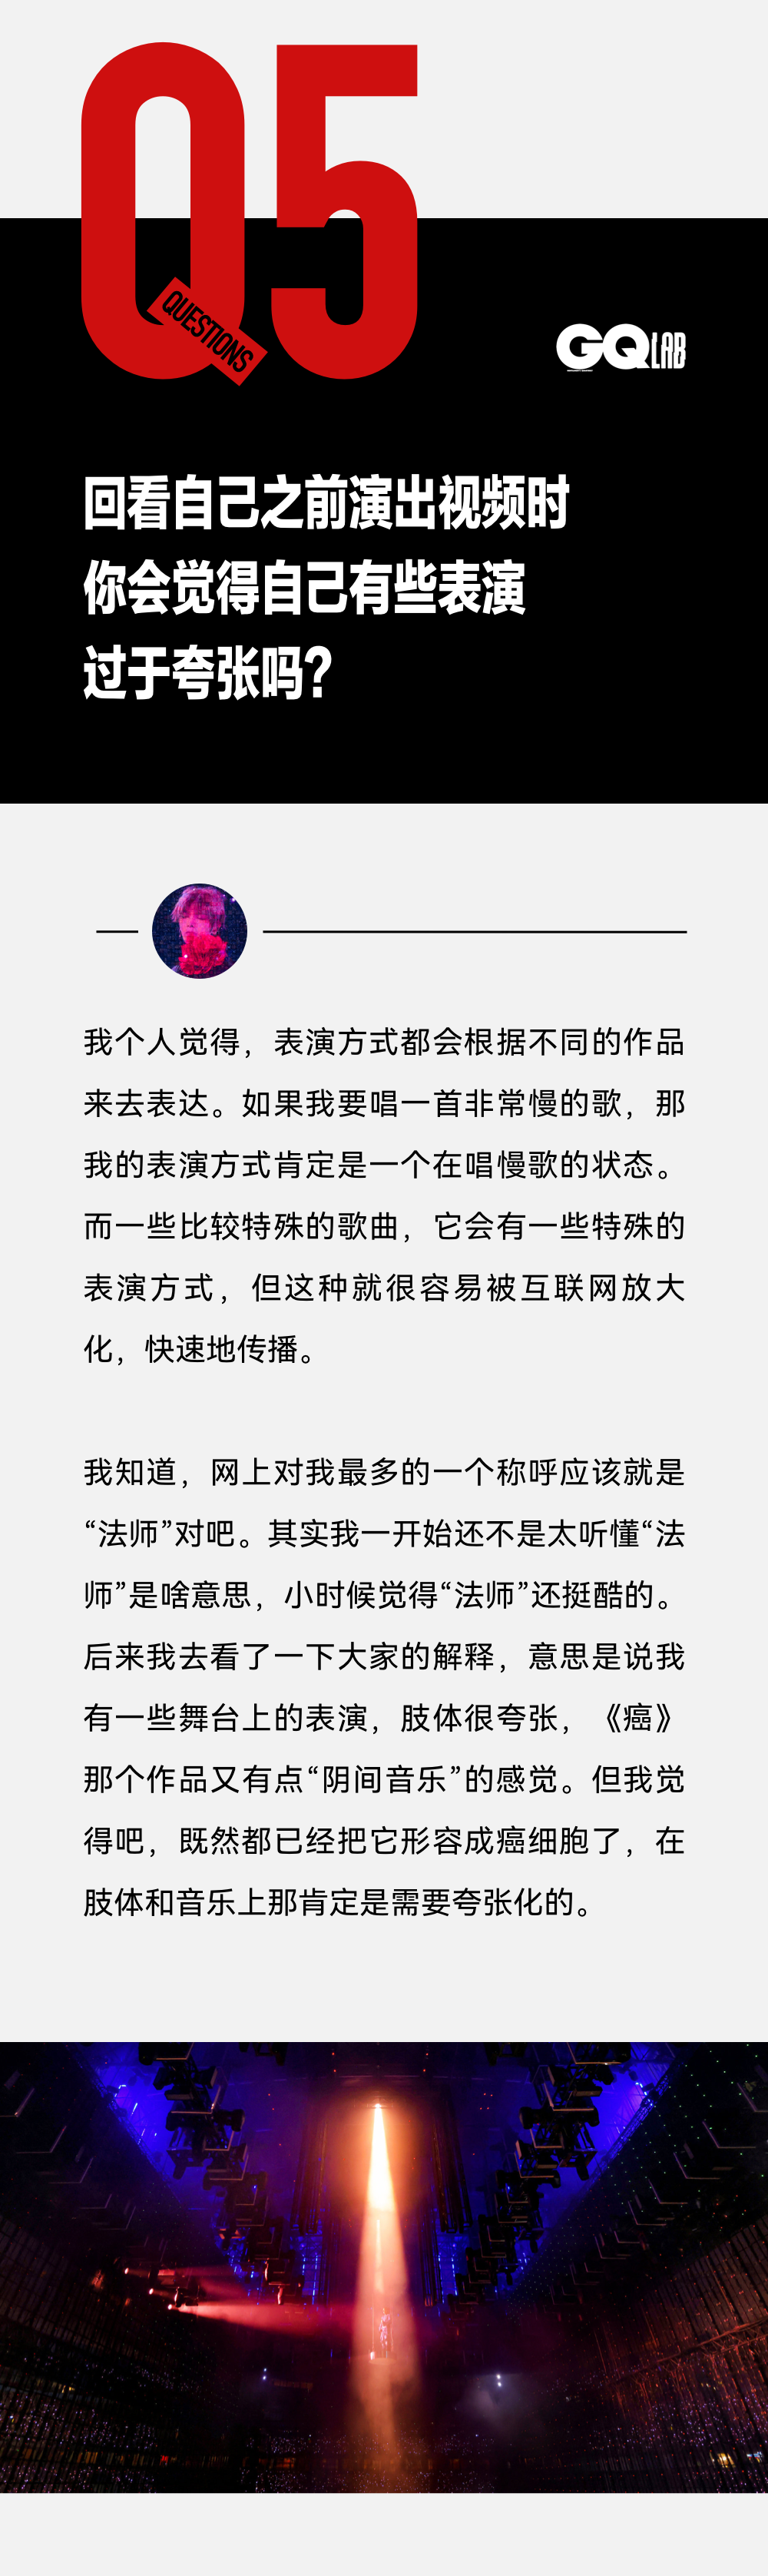 Q5
QUESTIONS
GQ LAB
回看自己之前演出视频时
你会觉得自己有些表演
过于夸张吗？
我个人觉得，表演方式都会根据不同的作品
来去表达。如果我要唱一首非常慢的歌，那
我的表演方式肯定是一个在唱慢歌的状态。
而一些比较特殊的歌曲，它会有一些特殊的
表演方式，但这种就很容易被互联网放大
化，快速地传播。
我知道，网上对我最多的一个称呼应该就是
“法师”对吧。其实我一开始还不是太听懂“法
师”是啥意思，小时候觉得“法师”还挺酷的。
后来我去看了一下大家的解释，意思是说我
有一些舞台上的表演，肢体很夸张，《癌》
那个作品又有点“阴间音乐”的感觉。但我觉
得吧，既然都已经把它形容成癌细胞了，在
肢体和音乐上那肯定是需要夸张化的。